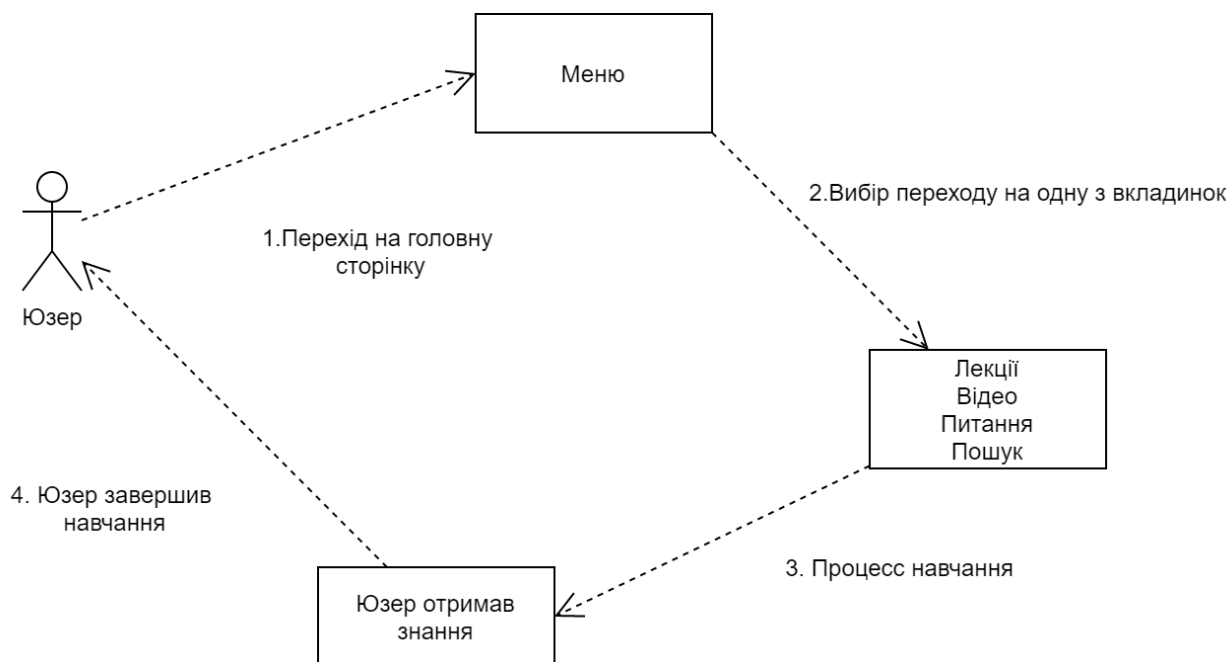 Меню
2.Вибір переходу на одну з вкладинок
1.Перехід на головну
сторінку
Юзер
Лекції
Відео
Питання
Пошук
4. Юзер завершив
навчання
3. Процесс навчання
Юзер отримав
знання